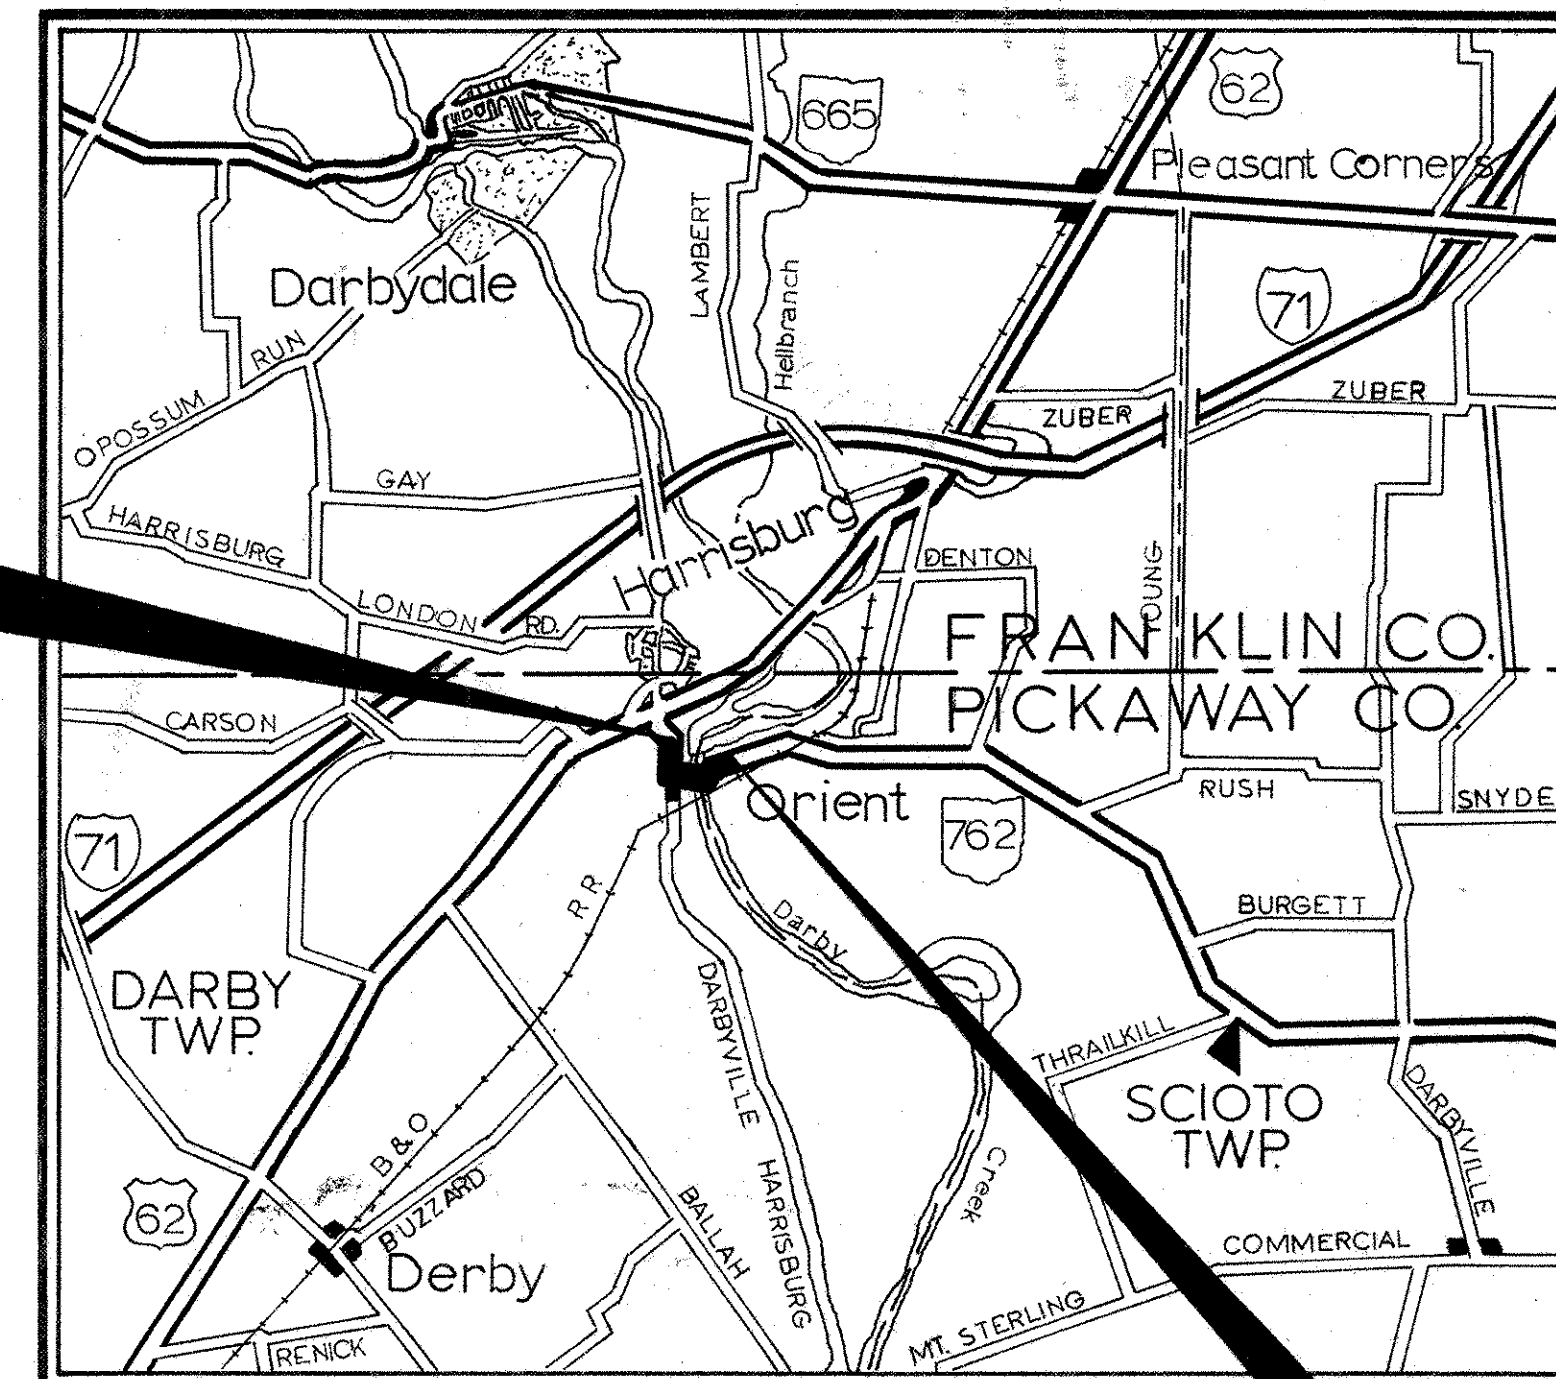 62
665
Pleasant Corners
LAMBERT
Darbydale
Hellbranch
71
RUN
OPOSSUM
ZUBER
ZUBER
GAY
HARRISBURG
Harrisburg
DENTON
YOUNG
LONDON RD.
FRANKLIN CO.
PICKAWAY CO.
CARSON
Orient
RUSH
SNYDE
762
71
RR
BURGETT
Darby
DARBY
TWP.
DARBYVILLE
THRAILKILL
SCIOTO
TWP.
DARBYVILLE
B&O
Creek
62
BUZZARD
BALLAH
HARRISBURG
COMMERCIAL
Derby
MT. STERLING
RENICK